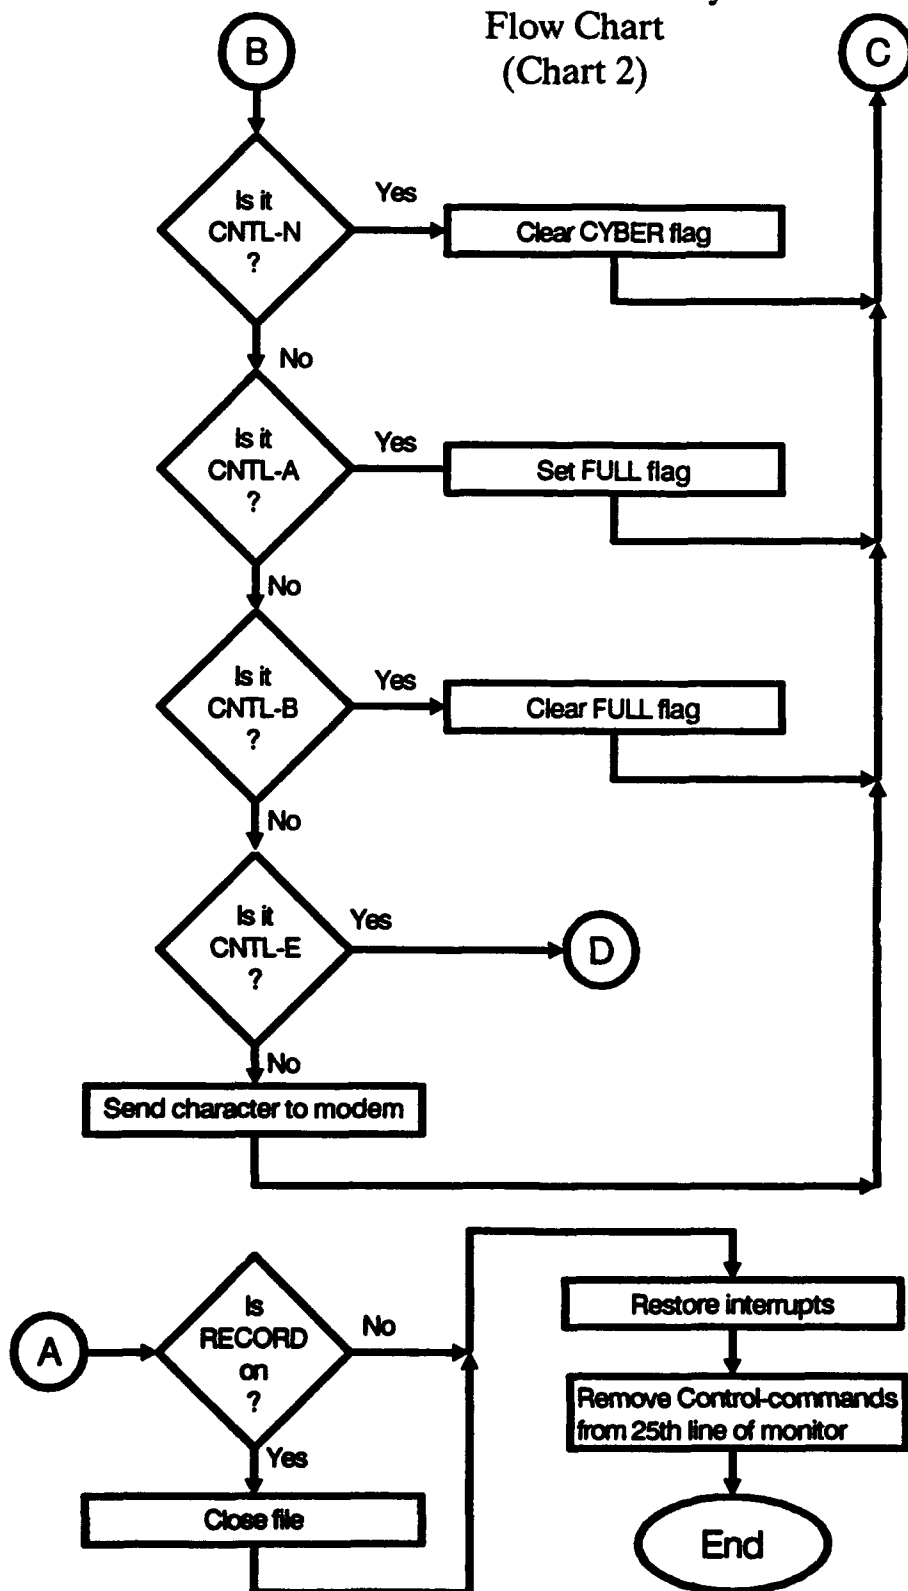 Flow Chart
(Chart 2)
B
C
Is it
CNTL-N
?
Yes
Clear CYBER flag
No
Is it
CNTL-A
?
Yes
Set FULL flag
No
Is it
CNTL-B
?
Yes
Clear FULL flag
No
Is it
CNTL-E
?
Yes
D
No
Send character to modem
A
Is
RECORD
on
?
No
Yes
Close file
Restore interrupts
Remove Control-commands
from 25th line of monitor
End